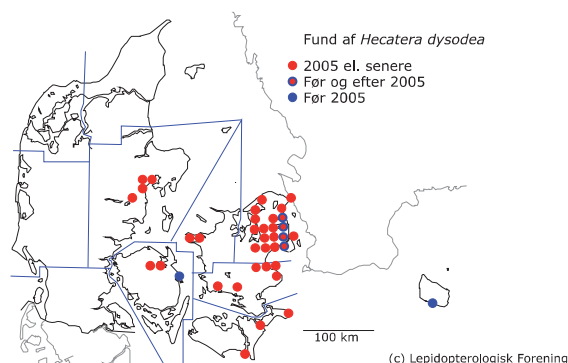 Fund af Hecatera dysodea
2005 el. senere
Før og efter 2005
Før 2005
100 km
(c) Lepidopterologisk Forening